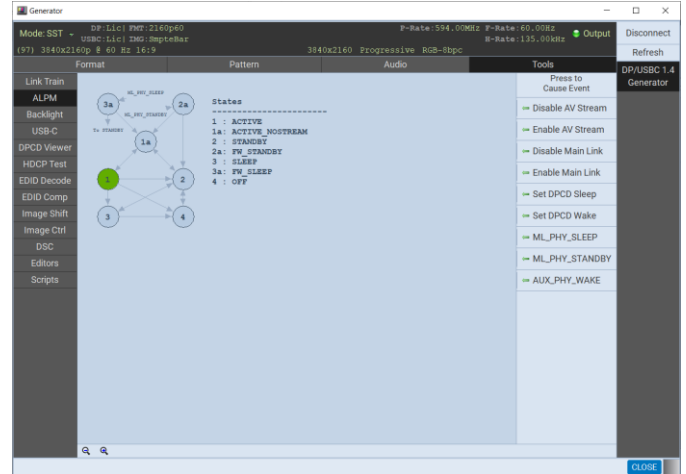 Generator
Mode: SST
DP:Lic| FMT:2160p60
USBC:Lic| IMG:SmpteBar
P-Rate:594.00MHz F-Rate:60.00Hz
H-Rate:135.00kHz
Output
(97) 3840x2160p @ 60 Hz 16:9
3840x2160 Progressive RGB-8bpc
Disconnect
Refresh
DP/USBC 1.4
Generator
Format
Pattern
Audio
Tools
Link Train
ALPM
Backlight
USB-C
DPCD Viewer
HDCP Test
EDID Decode
EDID Comp
Image Shift
Image Ctrl
DSC
Editors
Scripts
ML_PHY_SLEEP
3a
2a
ML_PHY_STANDBY
To STANDBY
1a
1
2
3
4
States
-----------------------
1 : ACTIVE
1a: ACTIVE_NOSTREAM
2 : STANDBY
2a: FW_STANDBY
3 : SLEEP
3a: FW_SLEEP
4 : OFF
Press to
Cause Event
Disable AV Stream
Enable AV Stream
Disable Main Link
Enable Main Link
Set DPCD Sleep
Set DPCD Wake
ML_PHY_SLEEP
ML_PHY_STANDBY
AUX_PHY_WAKE
CLOSE